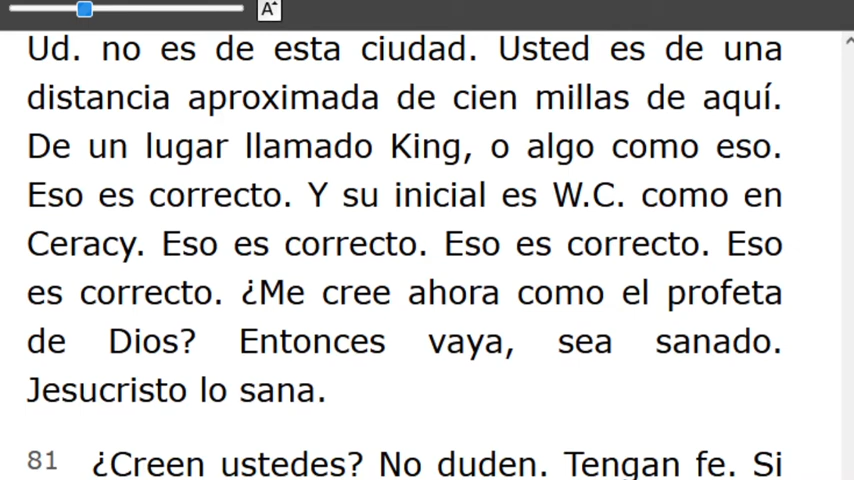 A
Ud. no es de esta ciudad. Usted es de una
distancia aproximada de cien millas de aquí.
De un lugar llamado King, o algo como eso.
Eso es correcto. Y su inicial es W.C. como en
Ceracy. Eso es correcto. Eso es correcto. Eso
es correcto. ¿Me cree ahora como el profeta
de Dios? Entonces vaya, sea sanado.
Jesucristo lo sana.
81 ¿Creen ustedes? No duden. Tengan fe. Si